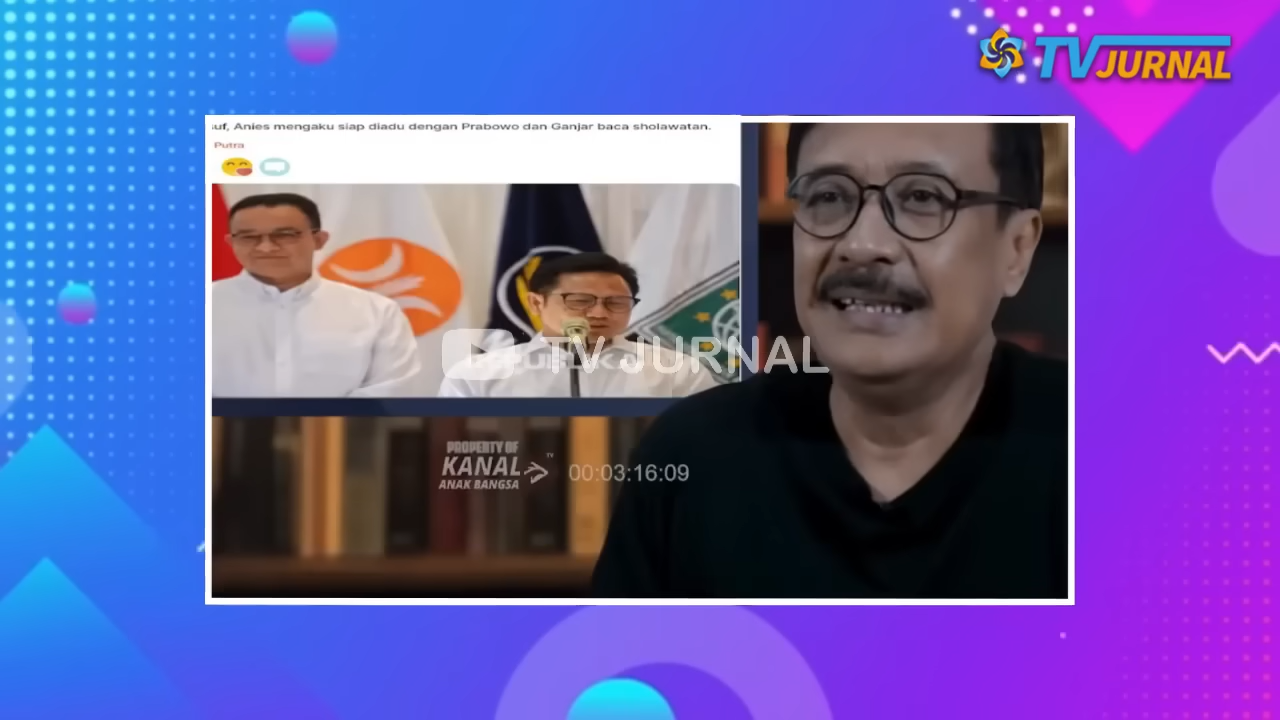 TV JURNAL
uf, Anies mengaku siap diadu dengan Prabowo dan Ganjar baca sholawatan.
Putra
TV JURNAL
PROPERTY OF
KANAL TV
ANAK BANGSA
00:03:16:09